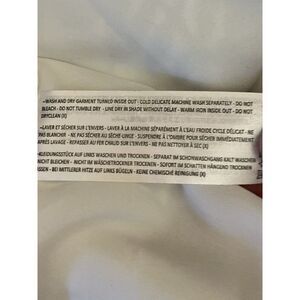 -WASH AND DRY GARMENT TURNED INSIDE OUT - COLD DELICATE MACHINE WASH SEPARATELY - DO NOT
BLEACH - DO NOT TUMBLE DRY - LINE DRY IN SHADE WITHOUT DELAY - WARM IRON INSIDE OUT - DO NOT
DRYCLEAN (X)
-LAVER ET SÉCHER SUR L'ENVERS - LAVER À LA MACHINE SÉPARÉMENT À L'EAU FROIDE CYCLE DÉLICAT - NE
PAS BLANCHIR - NE PAS SÉCHER EN MACHINE - SUSPENDRE À L'OMBRE POUR SÉCHER IMMÉDIATEMENT
APRÈS LAVAGE - REPASSER AU FER CHAUD SUR L'ENVERS - NE PAS NETTOYER À SEC (X)
KLEIDUNGSSTÜCK AUF LINKS WASCHEN UND TROCKNEN - SEPARAT IM SCHONWASCHGANG KALT WASCHEN
NICHT BLEICHEN - NICHT IM WÄSCHETROCKNER TROCKNEN - SOFORT IM SCHATTEN HÄNGEND TROCKNEN
LASSEN - BEI MITTLERER HITZE AUF LINKS BÜGELN - KEINE CHEMISCHE REINIGUNG (X)